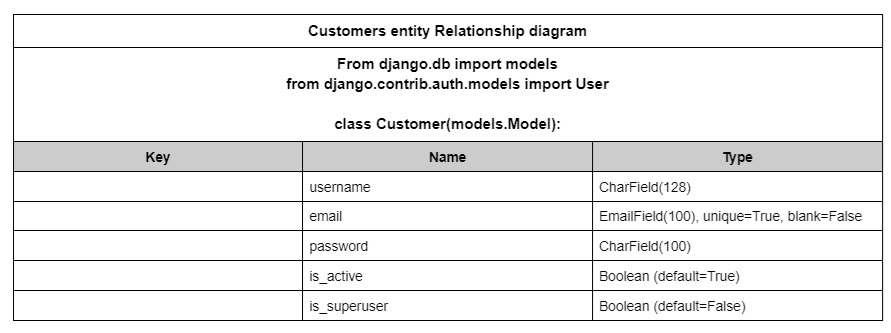 Customers entity Relationship diagram
From django.db import models
from django.contrib.auth.models import User
class Customer(models.Model):
Key Name Type
username CharField(128)
email EmailField(100), unique=True, blank=False
password CharField(100)
is_active Boolean (default=True)
is_superuser Boolean (default=False)